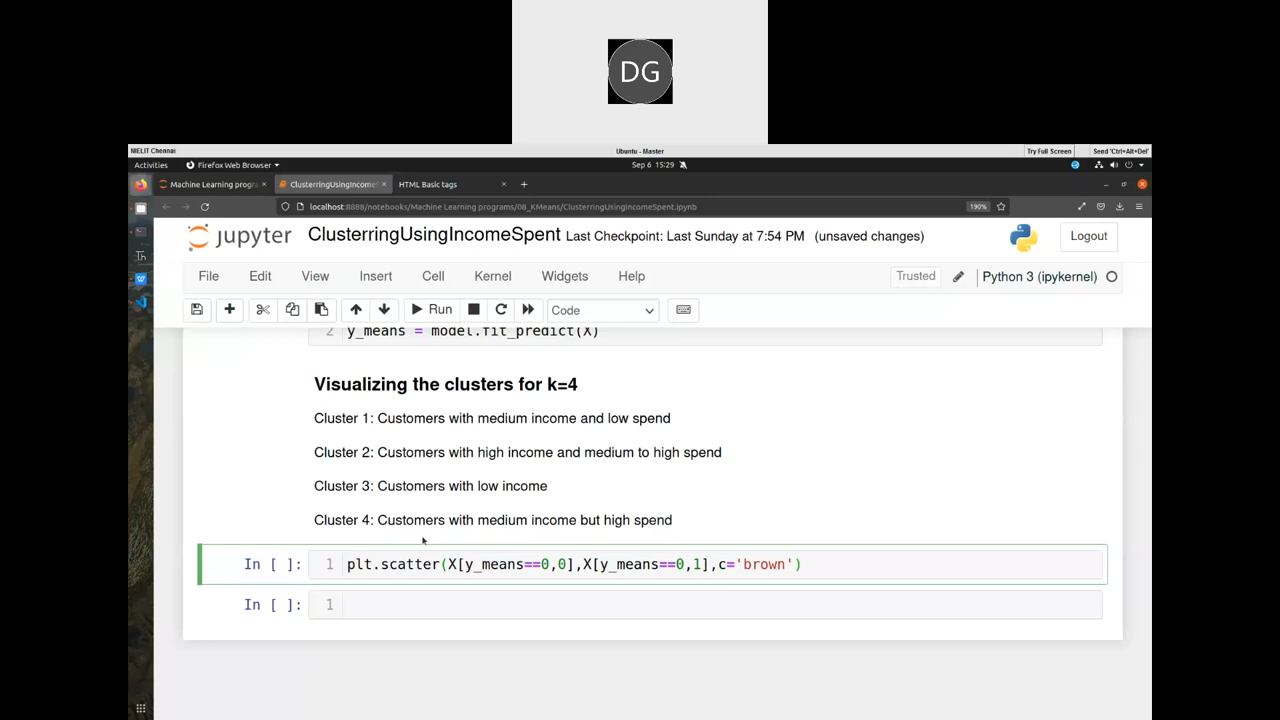 DG
NIELIT Chennai
Ubuntu - Master
Try Full Screen
Send 'Ctrl+Alt+Del'
Activities
Firefox Web Browser
Sep 6 15:29
Machine Learning progra
ClusterringUsingIncomeS
HTML Basic tags
localhost:8888/notebooks/Machine Learning programs/08_KMeans/ClusterringUsingIncomeSpent.ipynb
190%
jupyter
ClusterringUsingIncomeSpent Last Checkpoint: Last Sunday at 7:54 PM (unsaved changes)
Logout
File Edit View Insert Cell Kernel Widgets Help
Trusted
Python 3 (ipykernel)
Run
Code
2 y_means = model.fit_predict(X)
Visualizing the clusters for k=4
Cluster 1: Customers with medium income and low spend
Cluster 2: Customers with high income and medium to high spend
Cluster 3: Customers with low income
Cluster 4: Customers with medium income but high spend
In [ ]: 1 plt.scatter(X[y_means==0,0],X[y_means==0,1],c='brown')
In [ ]: 1